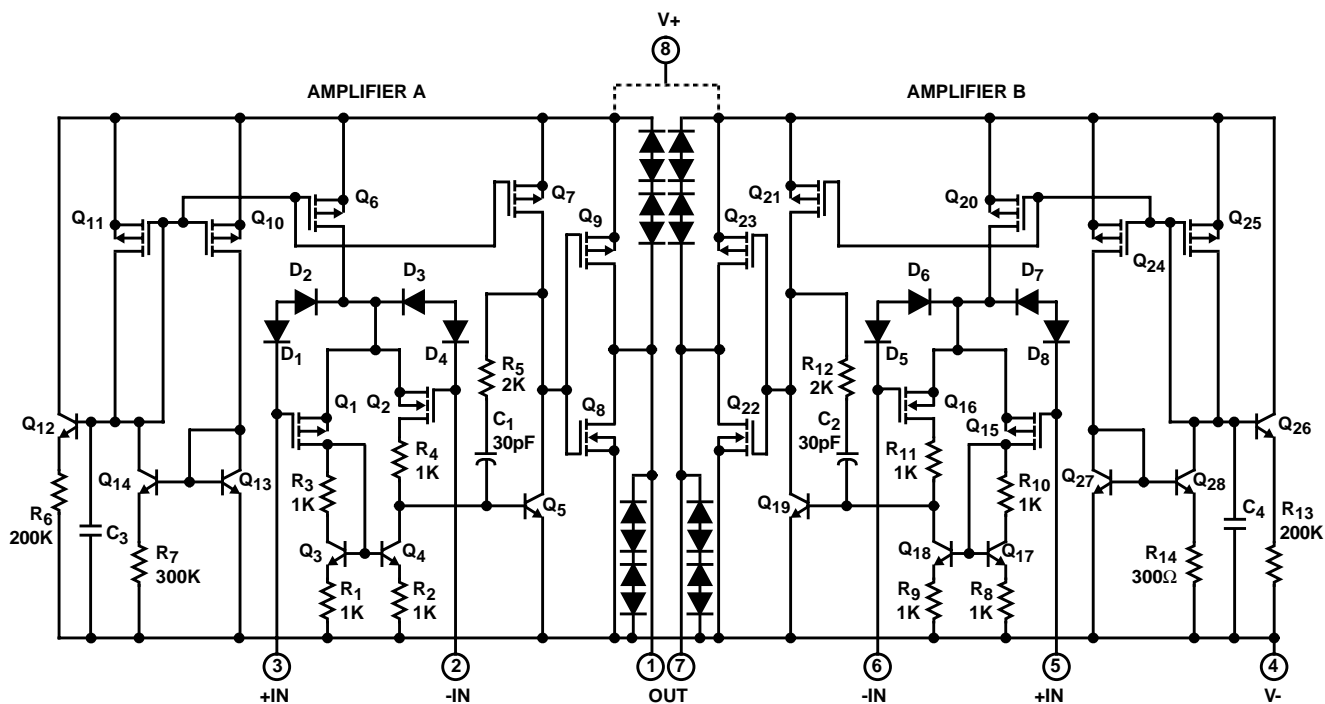 V+
8
AMPLIFIER A
AMPLIFIER B
Q11
Q10
Q6
Q7
Q9
Q23
Q21
Q20
Q24
Q25
D2
D3
D6
D7
D1
D4
D5
D8
R5
2K
R12
2K
Q12
Q1
Q2
Q8
Q22
Q16
Q15
Q26
C1
30pF
C2
30pF
R4
1K
R11
1K
Q14
Q13
R3
1K
R10
1K
Q27
Q28
R6
200K
C3
Q5
Q19
C4
R13
200K
R7
300K
Q3
Q4
Q18
Q17
R14
300Ω
R1
1K
R2
1K
R9
1K
R8
1K
3
2
1
7
6
5
4
+IN
-IN
OUT
-IN
+IN
V-